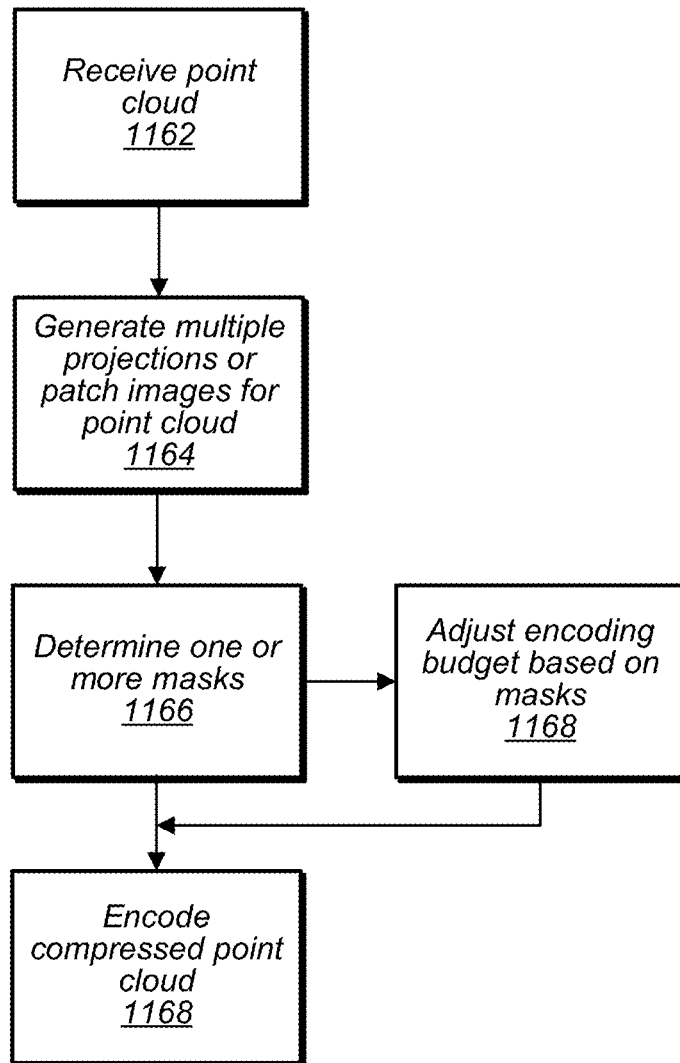 Receive point
cloud
1162
Generate multiple
projections or
patch images for
point cloud
1164
Determine one or
more masks
1166
Adjust encoding
budget based on
masks
1168
Encode
compressed point
cloud
1168